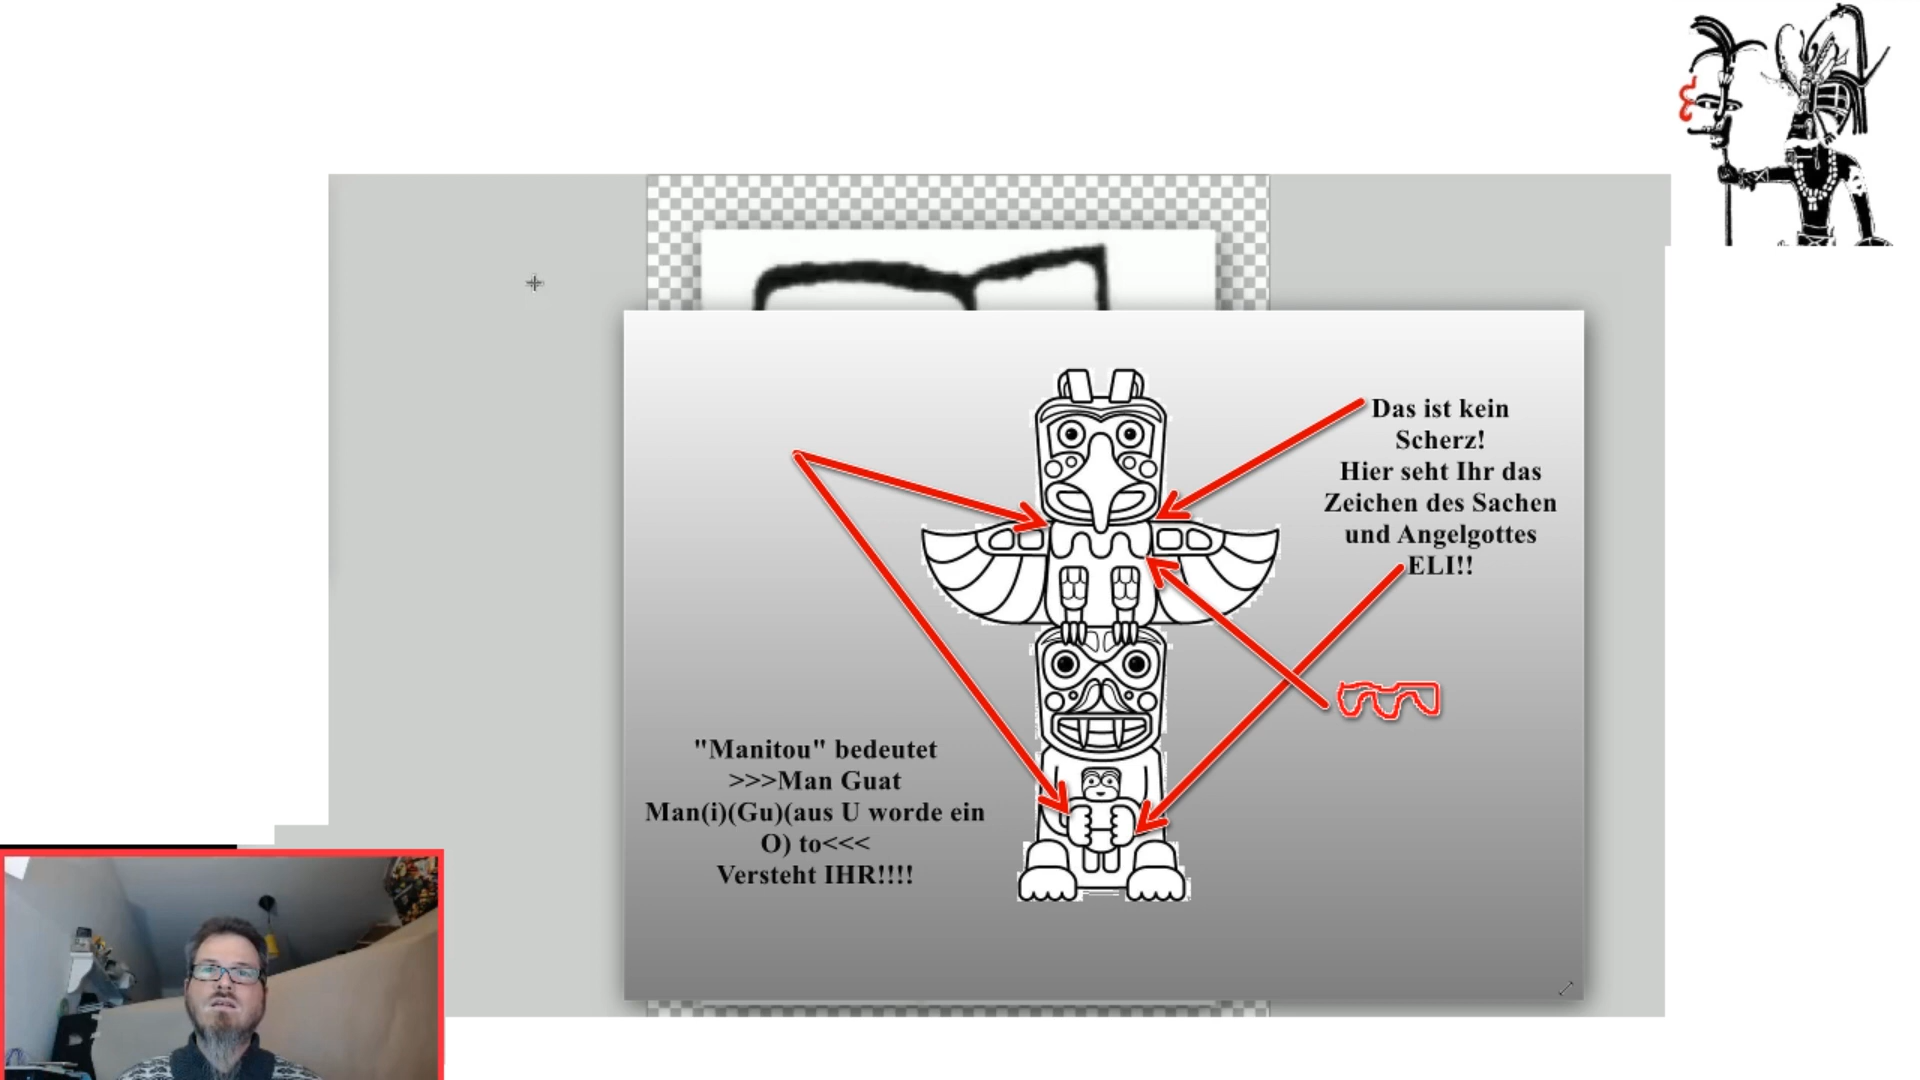 Das ist kein
Scherz!
Hier seht Ihr das
Zeichen des Sachen
und Angelgottes
ELI!!
"Manitou" bedeutet
>>>Man Guat
Man(i)(Gu)(aus U worde ein
O) to<<<
Versteht IHR!!!!